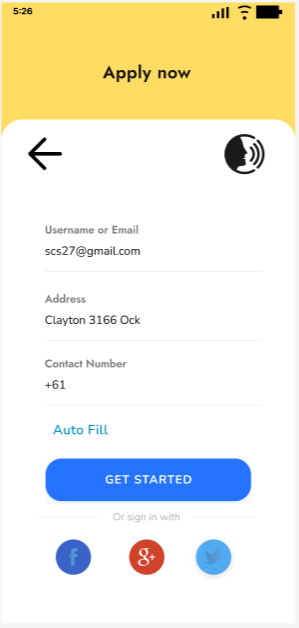 5:26
Apply now
Username or Email
scs27@gmail.com
Address
Clayton 3166 Ock
Contact Number
+61
Auto Fill
GET STARTED
Or sign in with
f g+